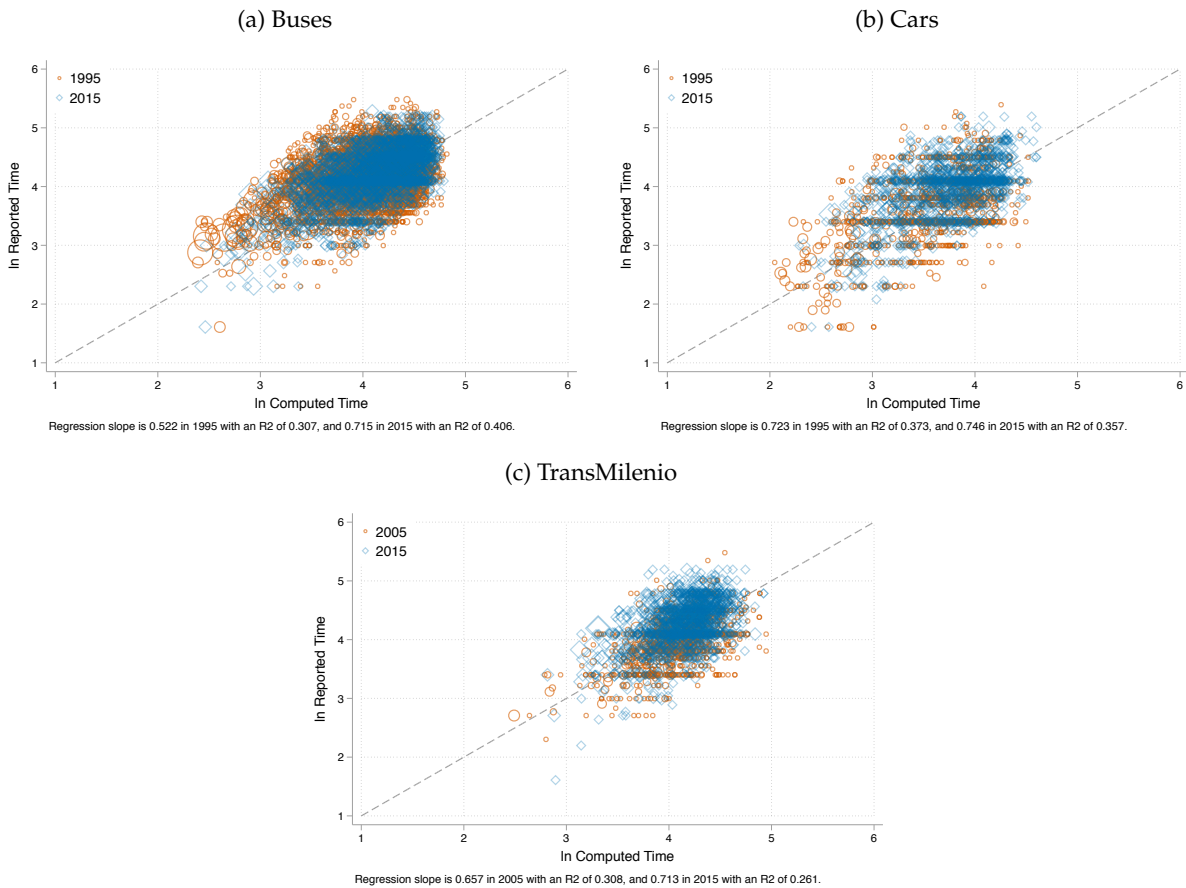 (a) Buses
6
5
4
3
2
1
ln Reported Time
1995
2015
1 2 3 4 5 6
ln Computed Time
Regression slope is 0.522 in 1995 with an R2 of 0.307, and 0.715 in 2015 with an R2 of 0.406.
(b) Cars
6
5
4
3
2
1
ln Reported Time
1995
2015
1 2 3 4 5 6
ln Computed Time
Regression slope is 0.723 in 1995 with an R2 of 0.373, and 0.746 in 2015 with an R2 of 0.357.
(c) TransMilenio
6
5
4
3
2
1
ln Reported Time
2005
2015
1 2 3 4 5 6
ln Computed Time
Regression slope is 0.657 in 2005 with an R2 of 0.308, and 0.713 in 2015 with an R2 of 0.261.